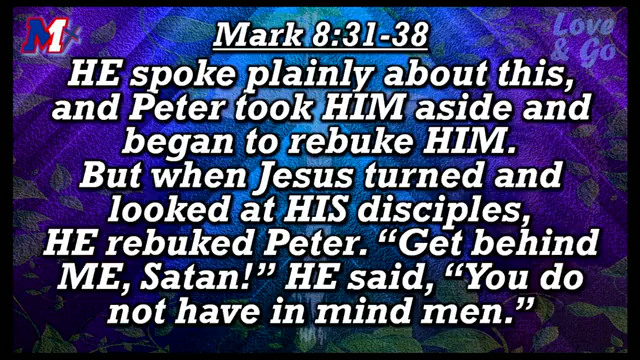 M
Mark 8:31-38
Love
& Go
HE spoke plainly about this,
and Peter took HIM aside and
began to rebuke HIM.
But when Jesus turned and
looked at HIS disciples,
HE rebuked Peter. “Get behind
ME, Satan!” HE said, “You do
not have in mind men.”